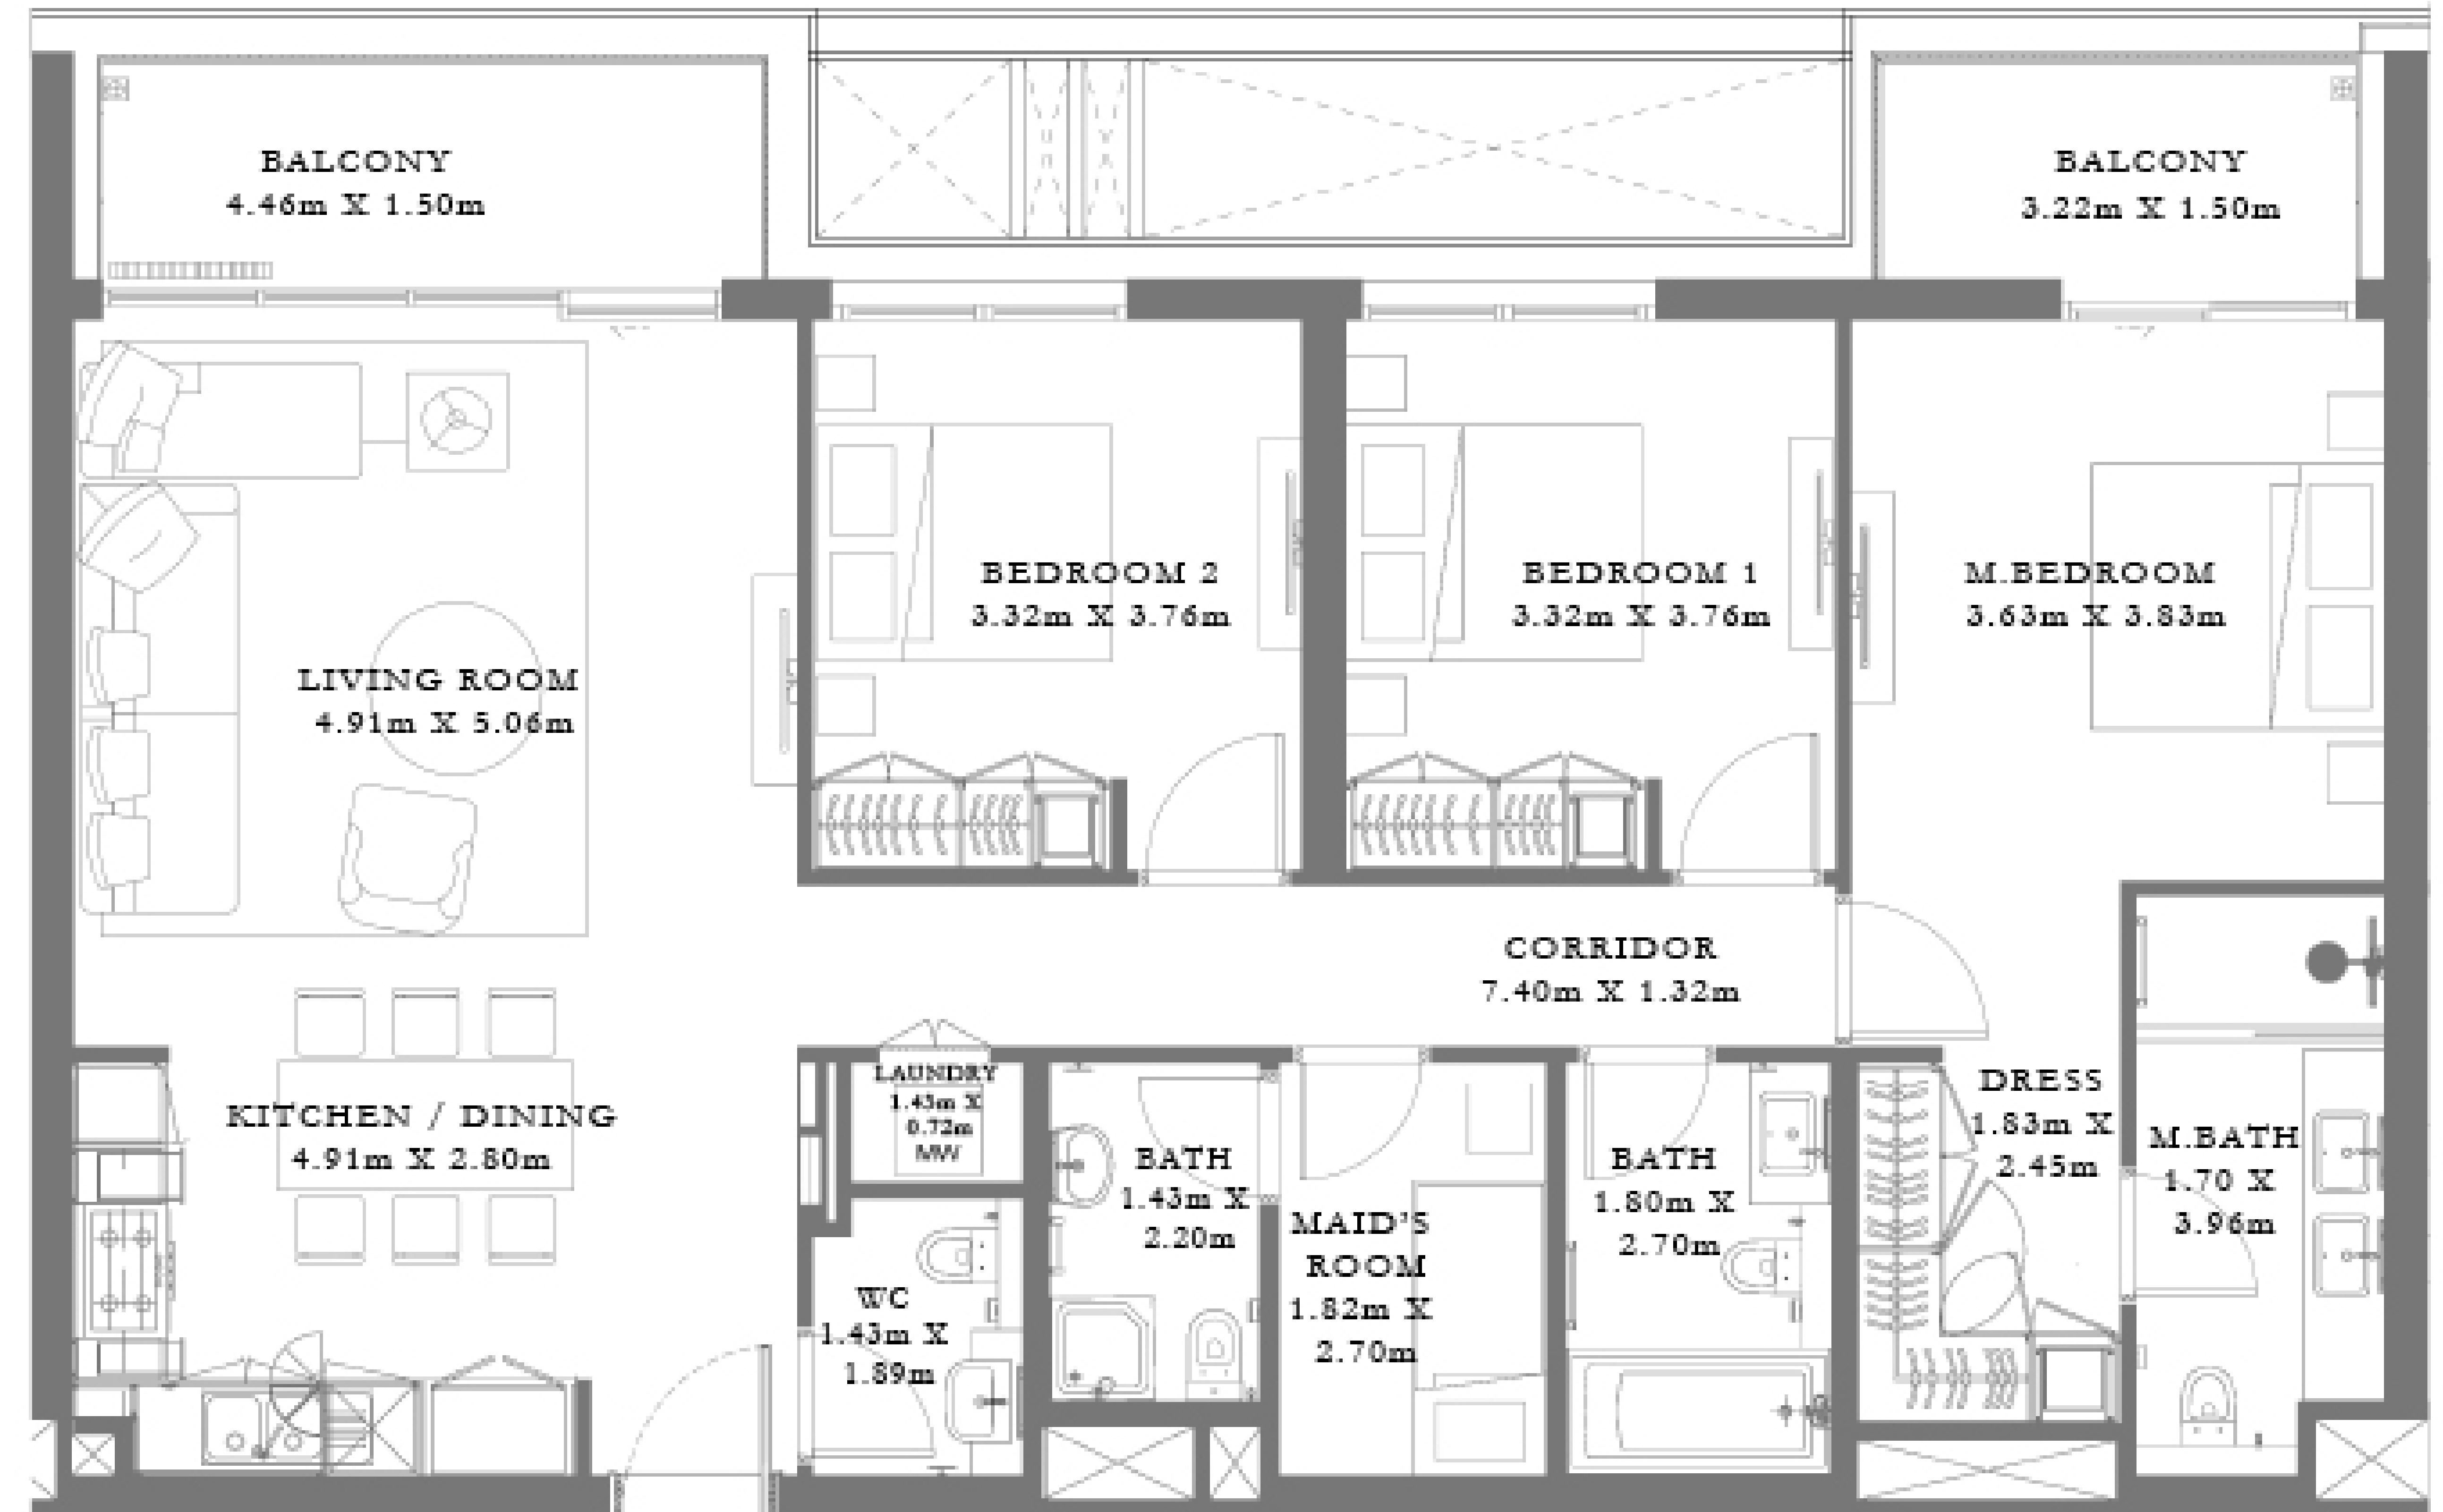 BALCONY
4.46m X 1.50m
BALCONY
3.22m X 1.50m
BEDROOM 2
3.32m X 3.76m
BEDROOM 1
3.32m X 3.76m
M.BEDROOM
3.63m X 3.83m
LIVING ROOM
4.91m X 5.06m
CORRIDOR
7.40m X 1.32m
KITCHEN / DINING
4.91m X 2.80m
LAUNDRY
1.43m X
0.72m
MW
BATH
1.43m X
2.20m
MAID'S
ROOM
1.82m X
2.70m
BATH
1.80m X
2.70m
DRESS
1.83m X
2.45m
M.BATH
1.70 X
3.96m
WC
1.43m X
1.89m